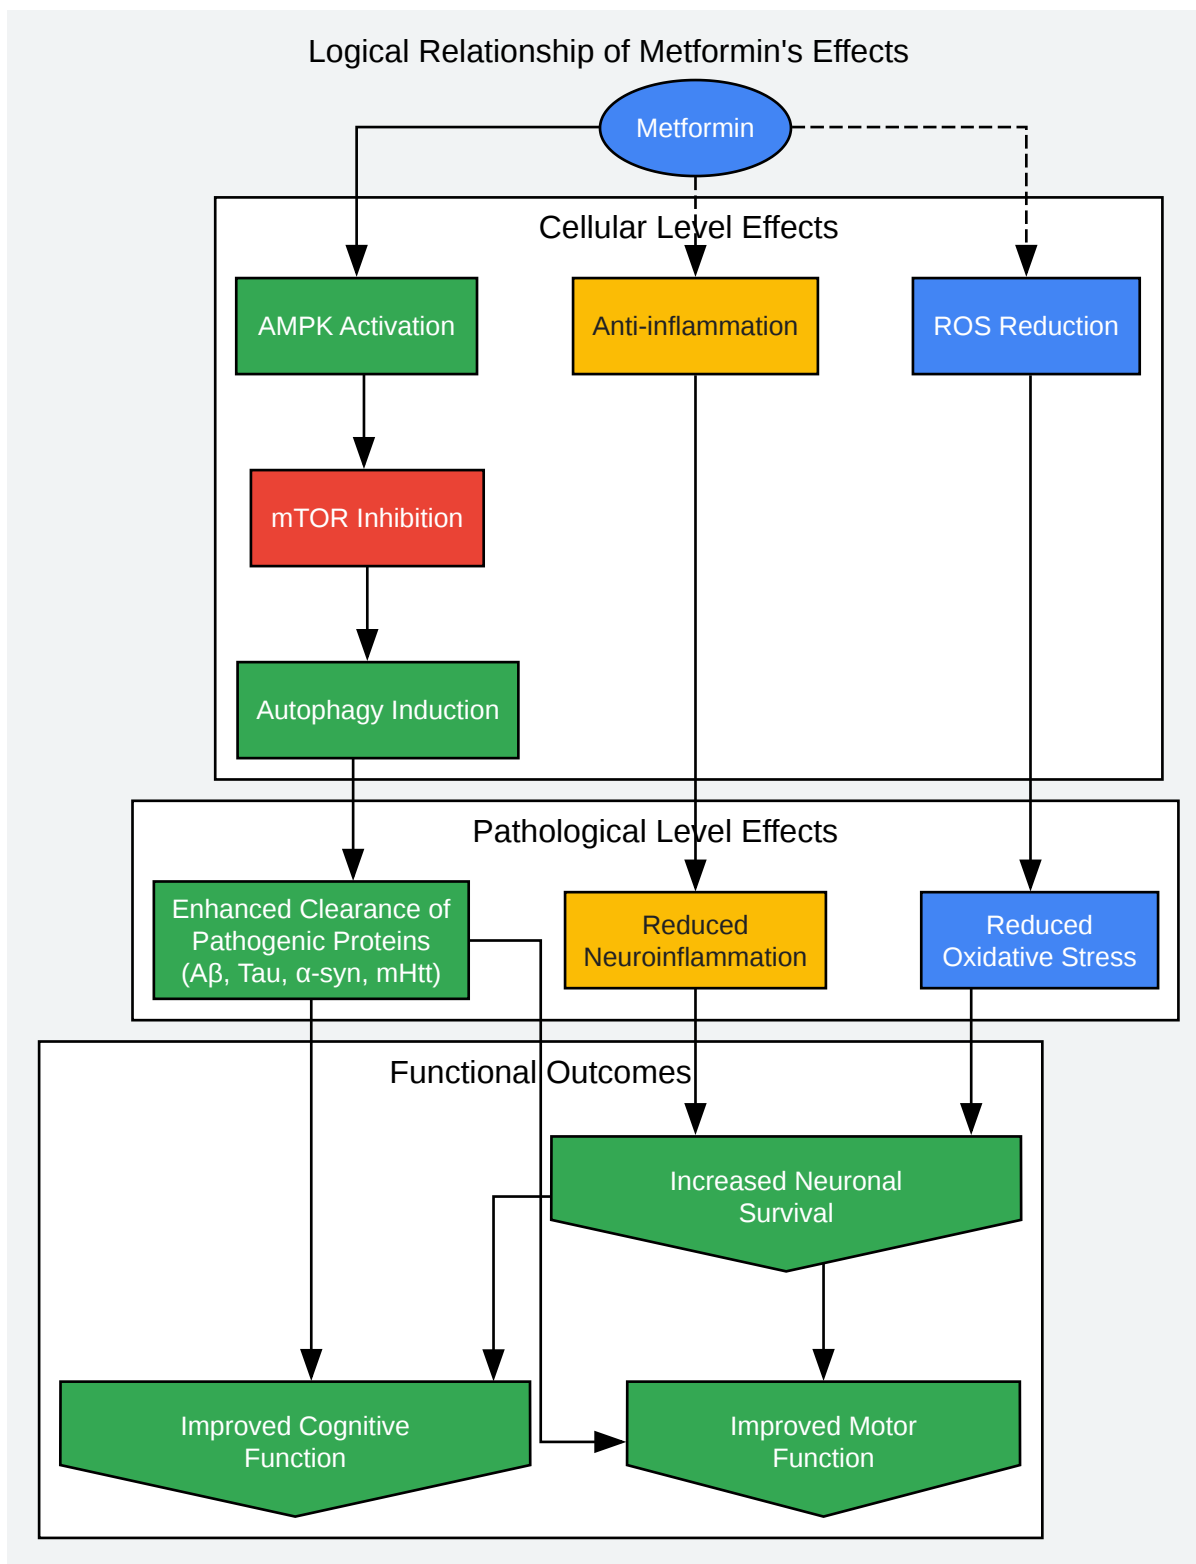 Logical Relationship of Metformin's Effects
Metformin
Cellular Level Effects
AMPK Activation
Anti-inflammation
ROS Reduction
mTOR Inhibition
Autophagy Induction
Pathological Level Effects
Enhanced Clearance of
Pathogenic Proteins
(Aβ, Tau, α-syn, mHtt)
Reduced
Neuroinflammation
Reduced
Oxidative Stress
Functional Outcomes
Increased Neuronal
Survival
Improved Cognitive
Function
Improved Motor
Function